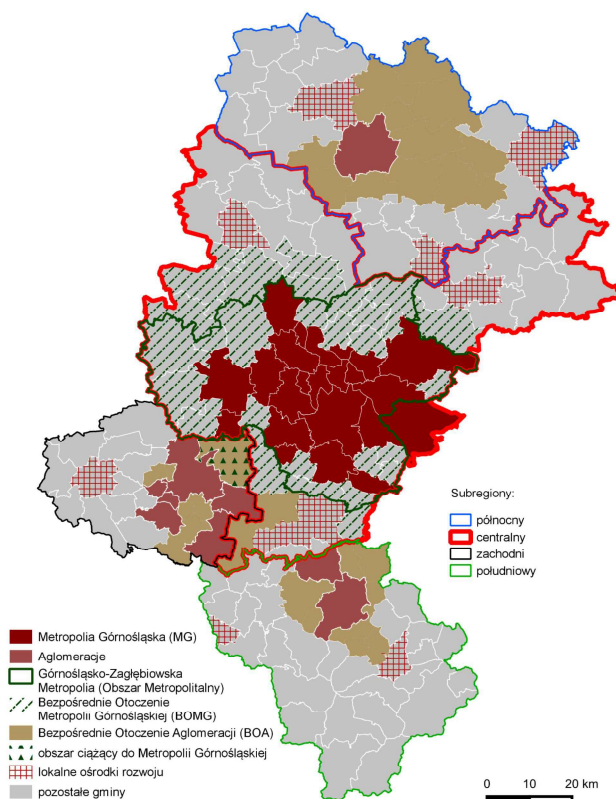 Subregiony:
północny
centralny
zachodni
południowy
Metropolia Górnośląska (MG)
Aglomeracje
Górnośląsko-Zagłębiowska
Metropolia (Obszar Metropolitalny)
Bezpośrednie Otoczenie
Metropolii Górnośląskiej (BOMG)
Bezpośrednie Otoczenie Aglomeracji (BOA)
obszar ciążący do Metropolii Górnośląskiej
lokalne ośrodki rozwoju
pozostałe gminy
0 10 20 km